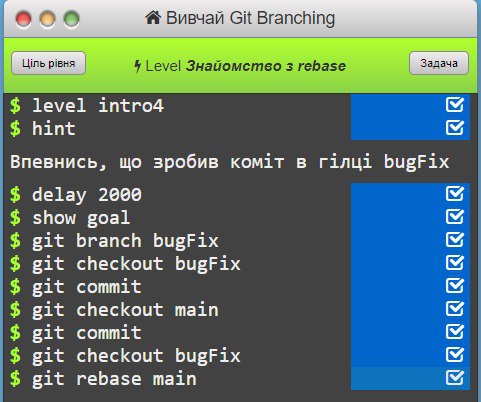 Вивчай Git Branching
Ціль рівня
Level Знайомство з rebase
Задача
$ level intro4
$ hint
Впевнись, що зробив коміт в гілці bugFix
$ delay 2000
$ show goal
$ git branch bugFix
$ git checkout bugFix
$ git commit
$ git checkout main
$ git commit
$ git checkout bugFix
$ git rebase main